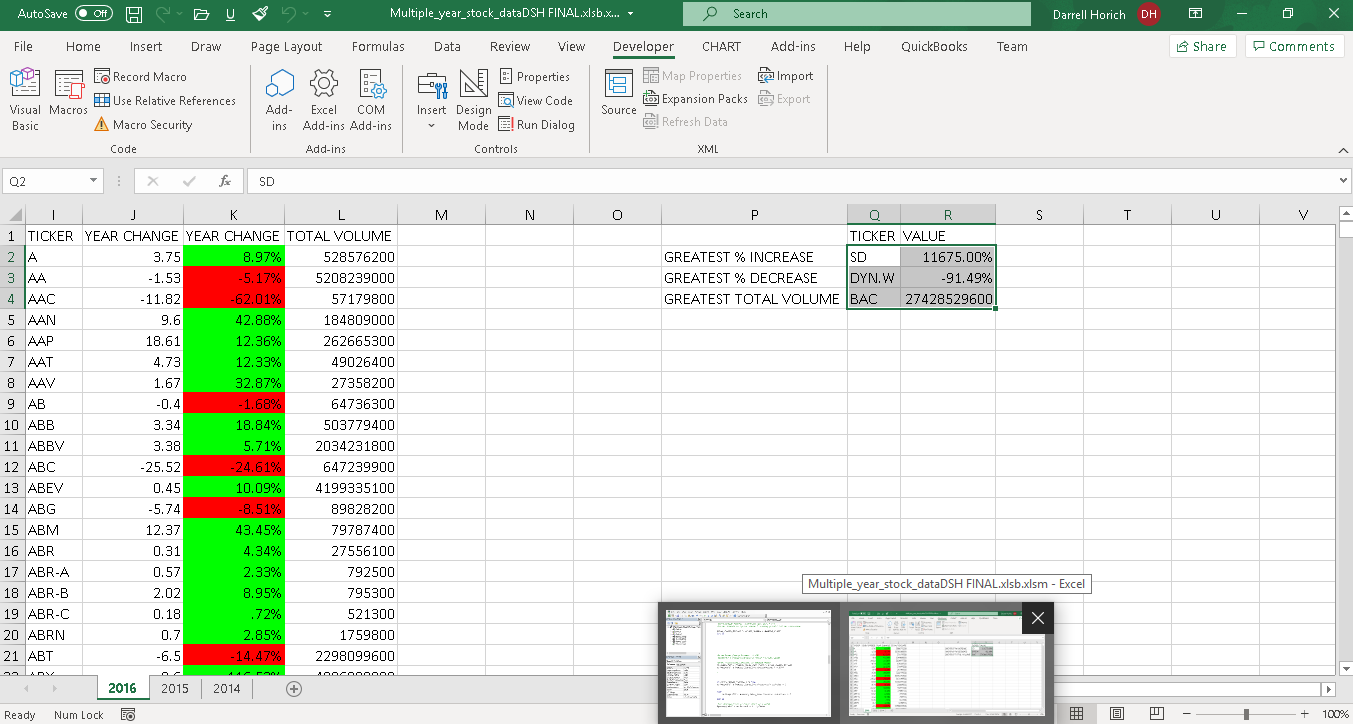 AutoSave Off Multiple_year_stock_dataDSH FINAL.xlsb.x... Search Darrell Horich DH
File Home Insert Draw Page Layout Formulas Data Review View Developer CHART Add-ins Help QuickBooks Team Share Comments
Visual Basic
Macros
Record Macro
Use Relative References
Macro Security
Code
Add-ins
Excel Add-ins
COM Add-ins
Add-ins
Insert
Design Mode
Properties
View Code
Run Dialog
Controls
Source
Map Properties
Expansion Packs
Refresh Data
Import
Export
XML
Q2 fx SD
I J K L M N O P Q R S T U V
1 TICKER YEAR CHANGE YEAR CHANGE TOTAL VOLUME TICKER VALUE
2 A 3.75 8.97% 528576200 GREATEST % INCREASE SD 11675.00%
3 AA -1.53 -5.17% 5208239000 GREATEST % DECREASE DYN.W -91.49%
4 AAC -11.82 -62.01% 57179800 GREATEST TOTAL VOLUME BAC 27428529600
5 AAN 9.6 42.88% 184809000
6 AAP 18.61 12.36% 262665300
7 AAT 4.73 12.33% 49026400
8 AAV 1.67 32.87% 27358200
9 AB -0.4 -1.68% 64736300
10 ABB 3.34 18.84% 503779400
11 ABBV 3.38 5.71% 2034231800
12 ABC -25.52 -24.61% 647239900
13 ABEV 0.45 10.09% 4199335100
14 ABG -5.74 -8.51% 89828200
15 ABM 12.37 43.45% 79787400
16 ABR 0.31 4.34% 27556100
17 ABR-A 0.57 2.33% 792500
Multiple_year_stock_dataDSH FINAL.xlsb.xlsm - Excel
18 ABR-B 2.02 8.95% 795300
19 ABR-C 0.18 .72% 521300
20 ABRN 0.7 2.85% 1759800
21 ABT -6.5 -14.47% 2298099600
2016 2015 2014
Ready Num Lock 100%